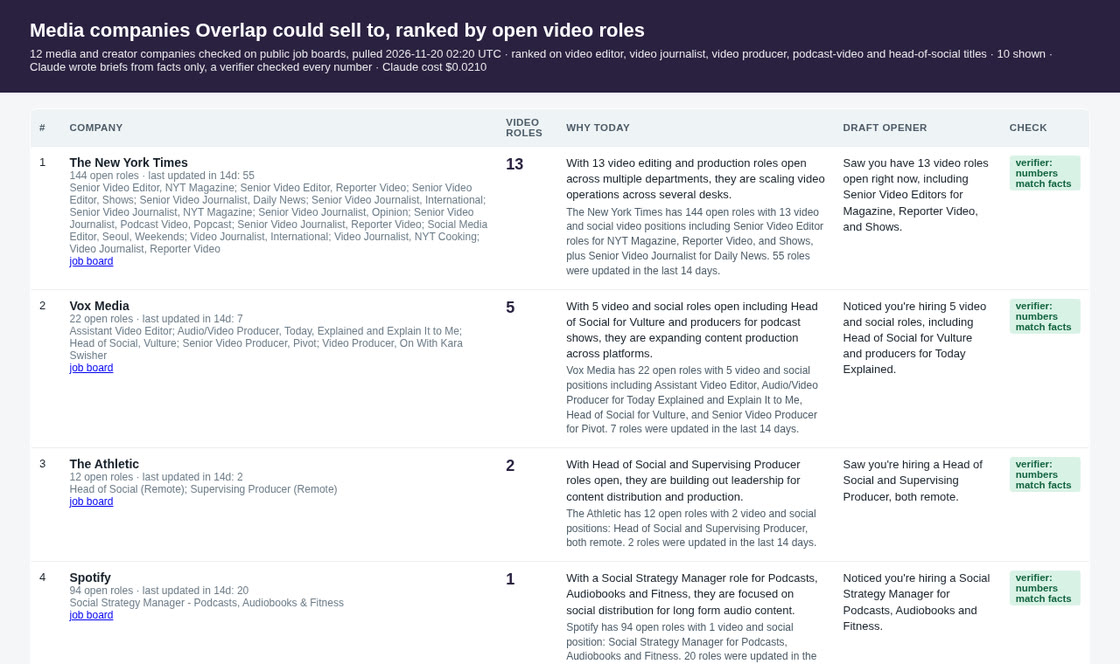 Media companies Overlap could sell to, ranked by open video roles
12 media and creator companies checked on public job boards, pulled 2026-11-20 02:20 UTC · ranked on video editor, video journalist, video producer, podcast-video and head-of-social titles · 10 shown ·
Claude wrote briefs from facts only, a verifier checked every number · Claude cost $0.0210
# COMPANY VIDEO ROLES WHY TODAY DRAFT OPENER CHECK
1
The New York Times
144 open roles · last updated in 14d: 55
Senior Video Editor, NYT Magazine; Senior Video Editor, Reporter Video; Senior Video
Editor, Shows; Senior Video Journalist, Daily News; Senior Video Journalist, International;
Senior Video Journalist, NYT Magazine; Senior Video Journalist, Opinion; Senior Video
Journalist, Podcast Video, Popcast; Senior Video Journalist, Reporter Video; Social Media
Editor, Seoul, Weekends; Video Journalist, International; Video Journalist, NYT Cooking;
Video Journalist, Reporter Video
job board
13
With 13 video editing and production roles open
across multiple departments, they are scaling video
operations across several desks.
The New York Times has 144 open roles with 13 video
and social video positions including Senior Video Editor
roles for NYT Magazine, Reporter Video, and Shows,
plus Senior Video Journalist for Daily News. 55 roles
were updated in the last 14 days.
Saw you have 13 video roles
open right now, including
Senior Video Editors for
Magazine, Reporter Video,
and Shows.
verifier:
numbers
match facts
2
Vox Media
22 open roles · last updated in 14d: 7
Assistant Video Editor; Audio/Video Producer, Today, Explained and Explain It to Me;
Head of Social, Vulture; Senior Video Producer, Pivot; Video Producer, On With Kara
Swisher
job board
5
With 5 video and social roles open including Head
of Social for Vulture and producers for podcast
shows, they are expanding content production
across platforms.
Vox Media has 22 open roles with 5 video and social
positions including Assistant Video Editor, Audio/Video
Producer for Today Explained and Explain It to Me,
Head of Social for Vulture, and Senior Video Producer
for Pivot. 7 roles were updated in the last 14 days.
Noticed you're hiring 5 video
and social roles, including
Head of Social for Vulture
and producers for Today
Explained.
verifier:
numbers
match facts
3
The Athletic
12 open roles · last updated in 14d: 2
Head of Social (Remote); Supervising Producer (Remote)
job board
2
With Head of Social and Supervising Producer
roles open, they are building out leadership for
content distribution and production.
The Athletic has 12 open roles with 2 video and social
positions: Head of Social and Supervising Producer,
both remote. 2 roles were updated in the last 14 days.
Saw you're hiring a Head of
Social and Supervising
Producer, both remote.
verifier:
numbers
match facts
4
Spotify
94 open roles · last updated in 14d: 20
Social Strategy Manager - Podcasts, Audiobooks & Fitness
job board
1
With a Social Strategy Manager role for Podcasts,
Audiobooks and Fitness, they are focused on
social distribution for long form audio content.
Spotify has 94 open roles with 1 video and social
position: Social Strategy Manager for Podcasts,
Audiobooks and Fitness. 20 roles were updated in the
Noticed you're hiring a Social
Strategy Manager for
Podcasts, Audiobooks and
Fitness.
verifier:
numbers
match facts